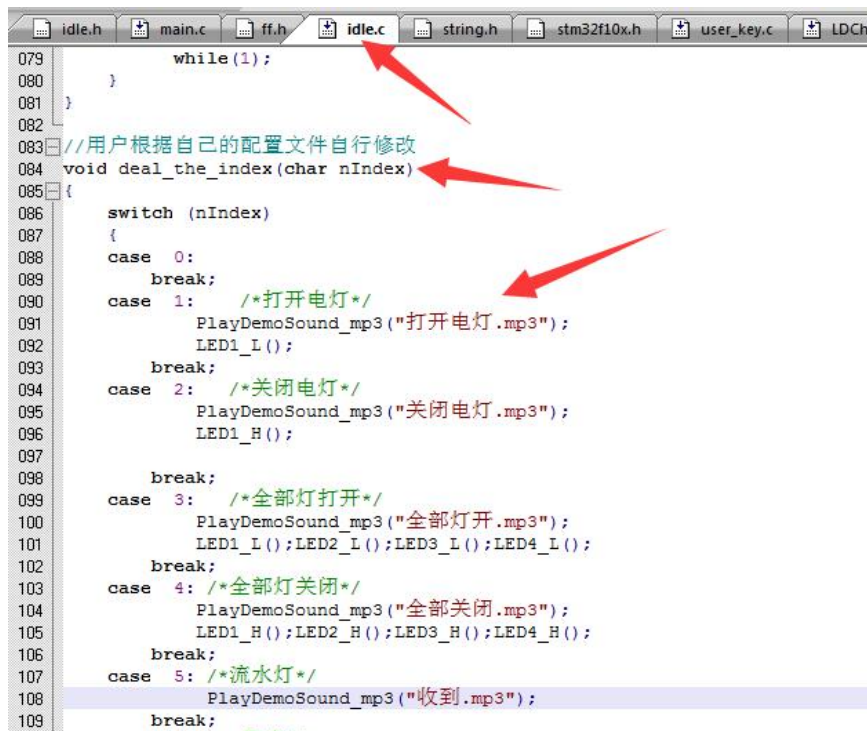 idle.h main.c ff.h idle.c string.h stm32f10x.h user_key.c LDCh
079 while(1);
080 }
081 }
082
083 //用户根据自己的配置文件自行修改
084 void deal_the_index(char nIndex)
085 {
086 switch (nIndex)
087 {
088 case 0:
089 break;
090 case 1: /*打开电灯*/
091 PlayDemoSound_mp3("打开电灯.mp3");
092 LED1_L();
093 break;
094 case 2: /*关闭电灯*/
095 PlayDemoSound_mp3("关闭电灯.mp3");
096 LED1_H();
097
098 break;
099 case 3: /*全部灯打开*/
100 PlayDemoSound_mp3("全部灯开.mp3");
101 LED1_L();LED2_L();LED3_L();LED4_L();
102 break;
103 case 4: /*全部灯关闭*/
104 PlayDemoSound_mp3("全部关闭.mp3");
105 LED1_H();LED2_H();LED3_H();LED4_H();
106 break;
107 case 5: /*流水灯*/
108 PlayDemoSound_mp3("收到.mp3");
109 break;